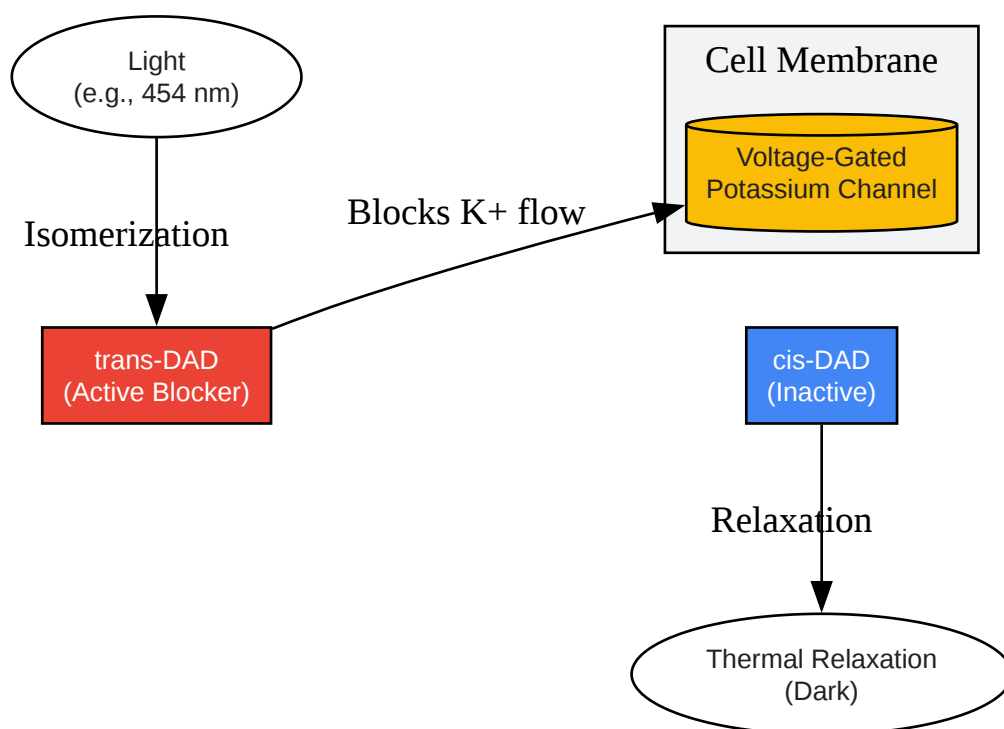 Light
(e.g., 454 nm)
Cell Membrane
Voltage-Gated
Potassium Channel
Blocks K+ flow
Isomerization
trans-DAD
(Active Blocker)
cis-DAD
(Inactive)
Relaxation
Thermal Relaxation
(Dark)